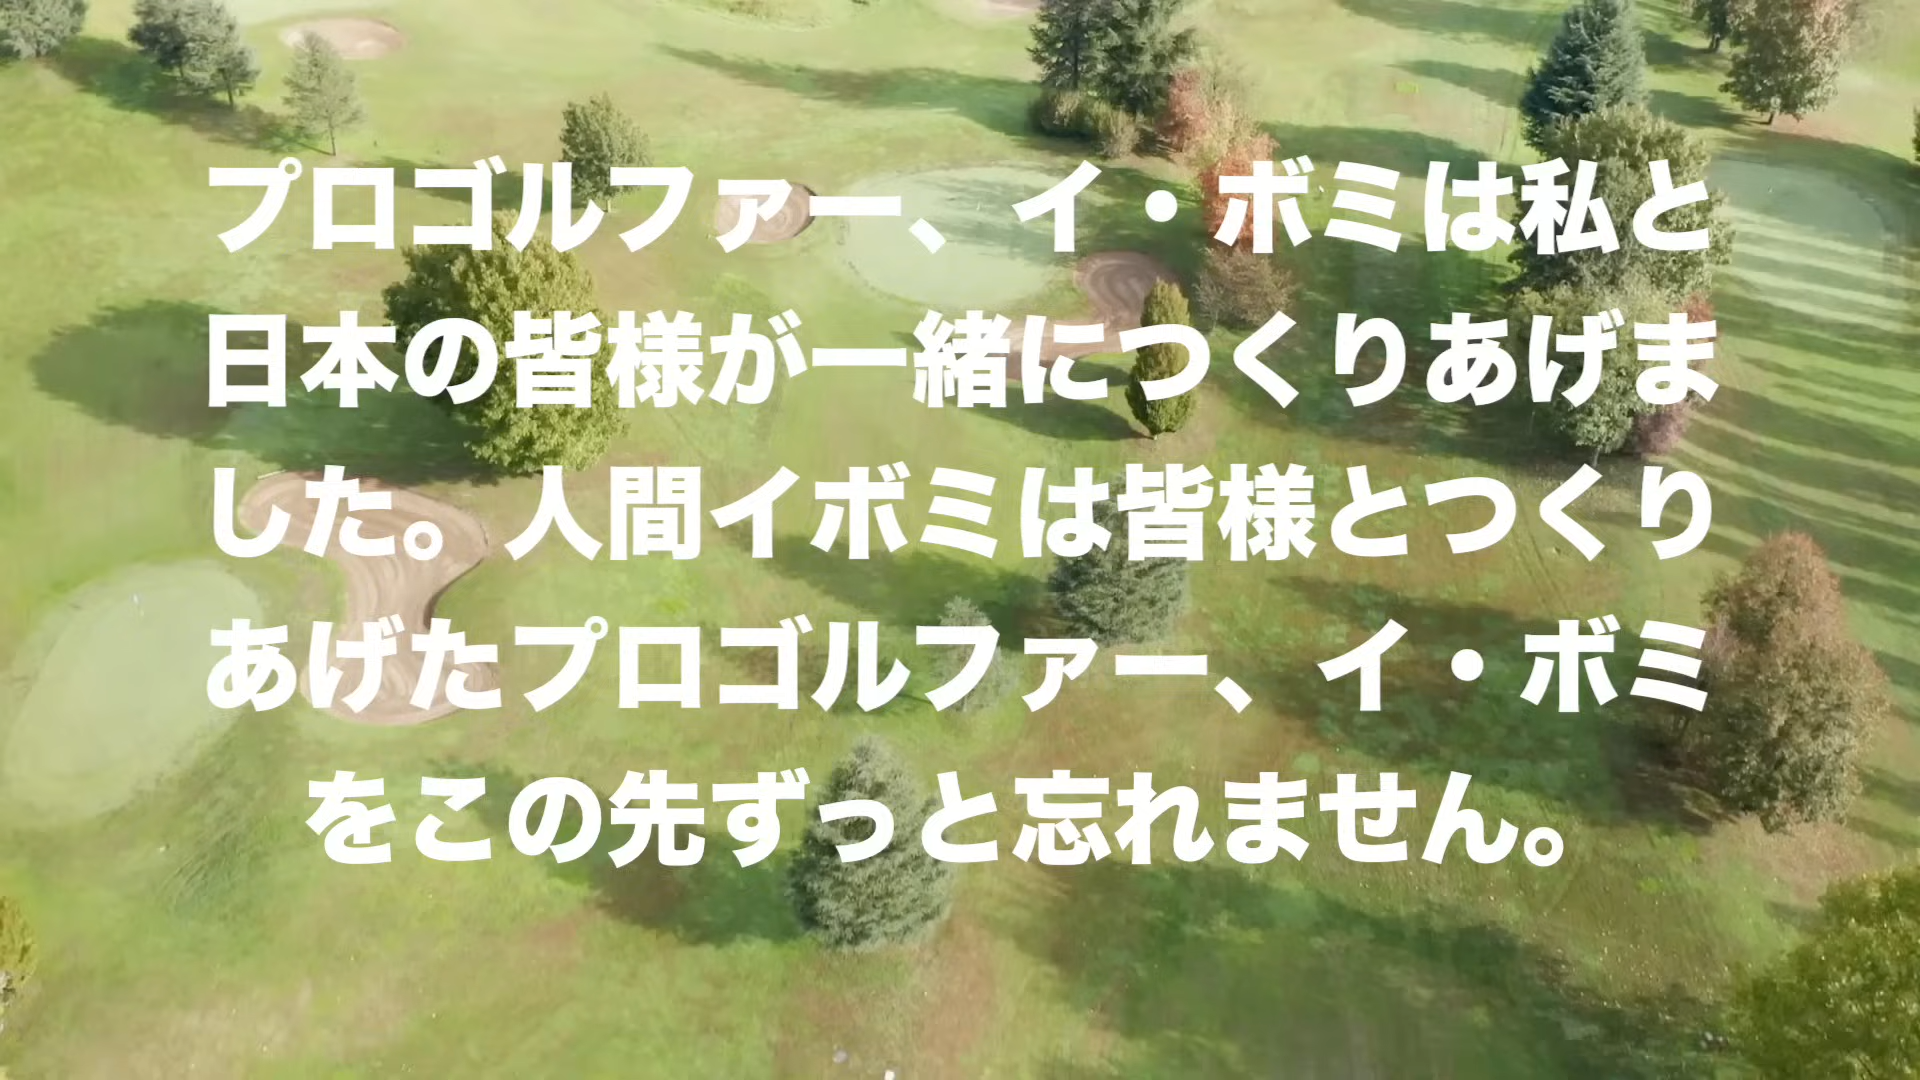 プロゴルファー、イ・ボミは私と
日本の皆様が一緒につくりあげま
した。人間イボミは皆様とつくり
あげたプロゴルファー、イ・ボミ
をこの先ずっと忘れません。